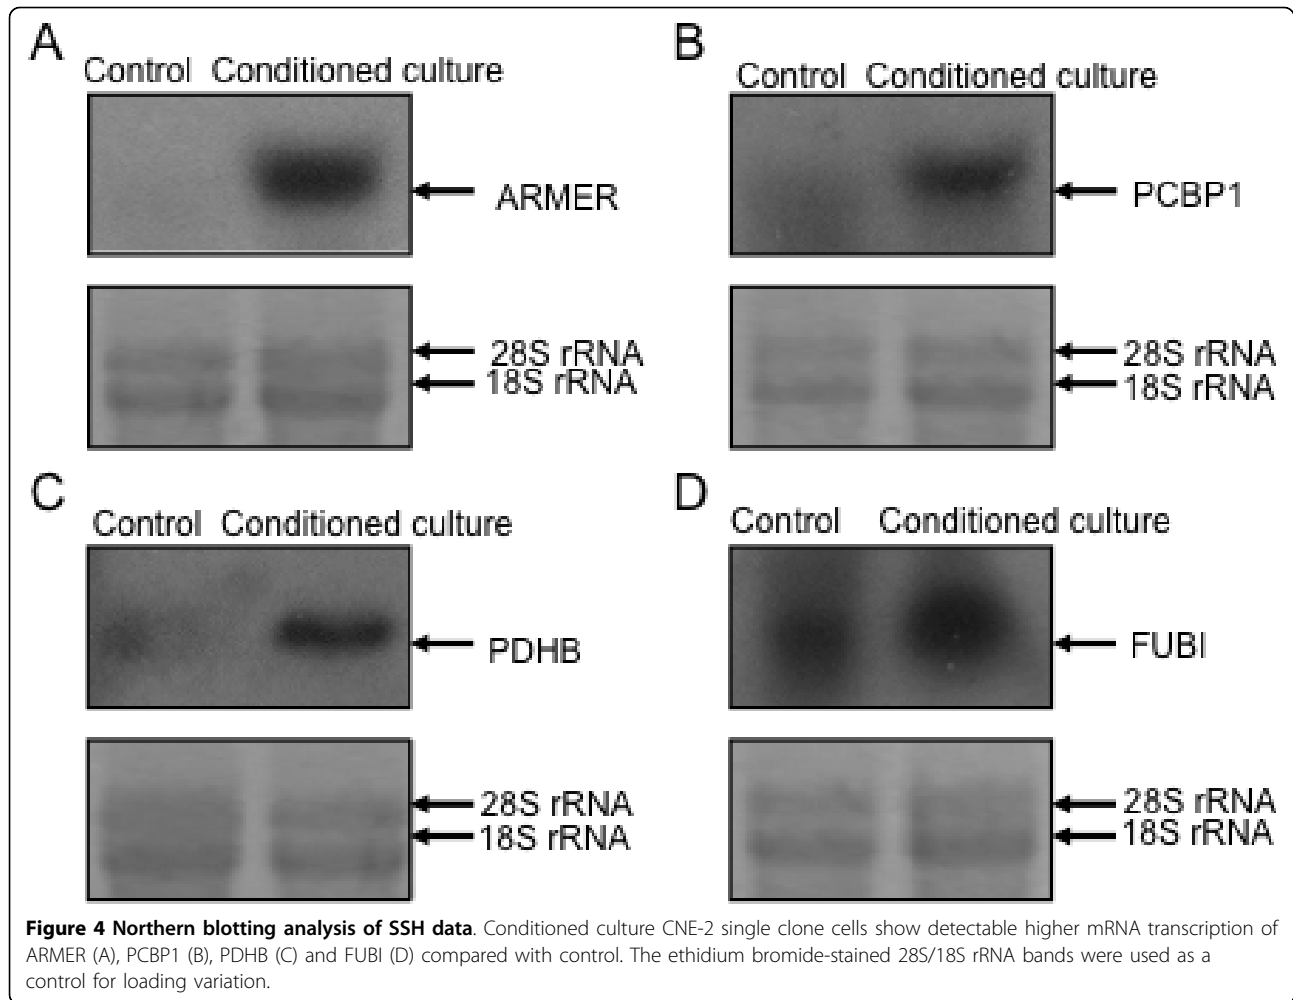 A
Control Conditioned culture
ARMER
28S rRNA
18S rRNA
B
Control Conditioned culture
PCBP1
28S rRNA
18S rRNA
C
Control Conditioned culture
PDHB
28S rRNA
18S rRNA
D
Control Conditioned culture
FUBI
28S rRNA
18S rRNA
Figure 4 Northern blotting analysis of SSH data. Conditioned culture CNE-2 single clone cells show detectable higher mRNA transcription of
ARMER (A), PCBP1 (B), PDHB (C) and FUBI (D) compared with control. The ethidium bromide-stained 28S/18S rRNA bands were used as a
control for loading variation.